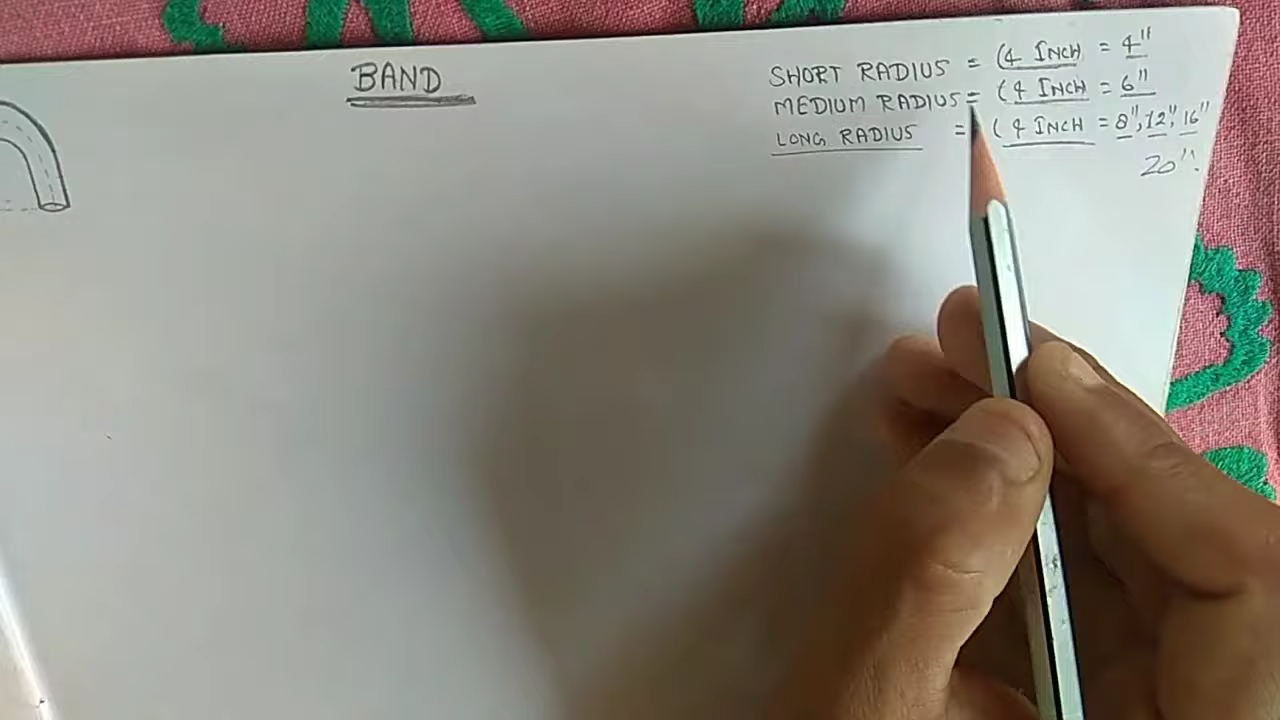 BAND
SHORT RADIUS = (4 INCH = 4"
MEDIUM RADIUS = (4 INCH = 6"
LONG RADIUS = (4 INCH = 8", 12", 16"
20".